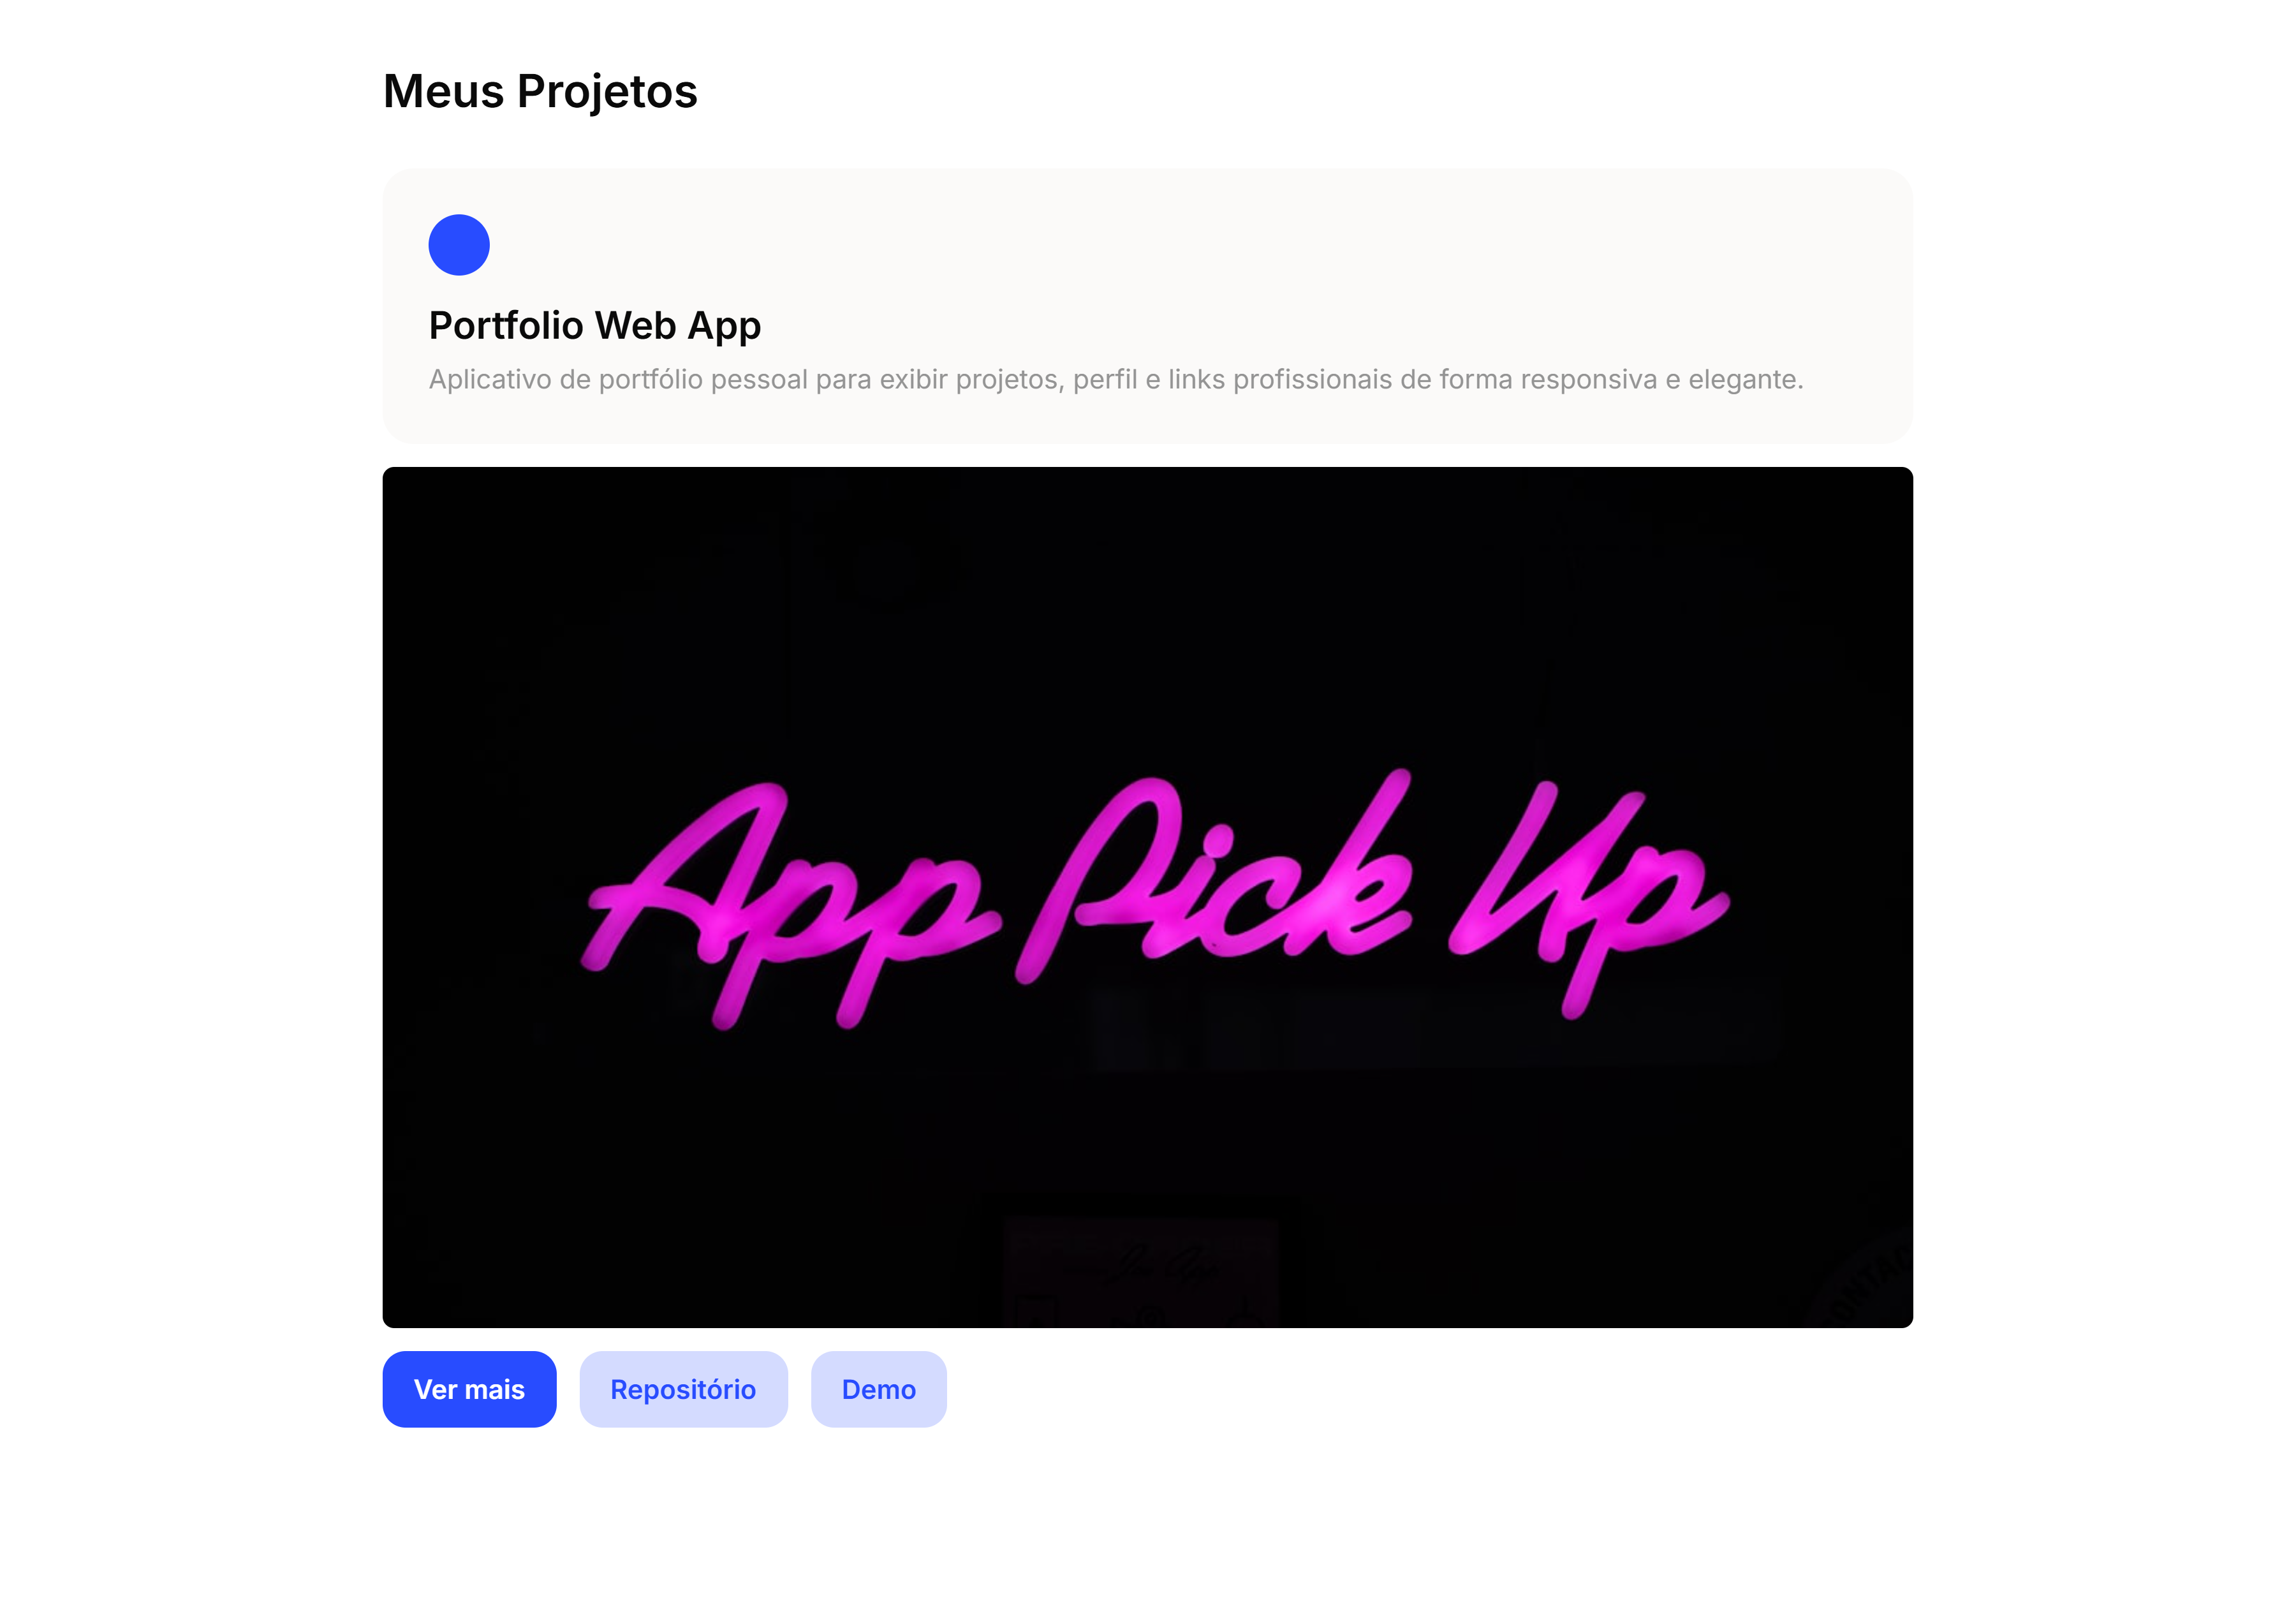 Meus Projetos
Portfolio Web App
Aplicativo de portfólio pessoal para exibir projetos, perfil e links profissionais de forma responsiva e elegante.
App Pick Up
Ver mais
Repositório
Demo